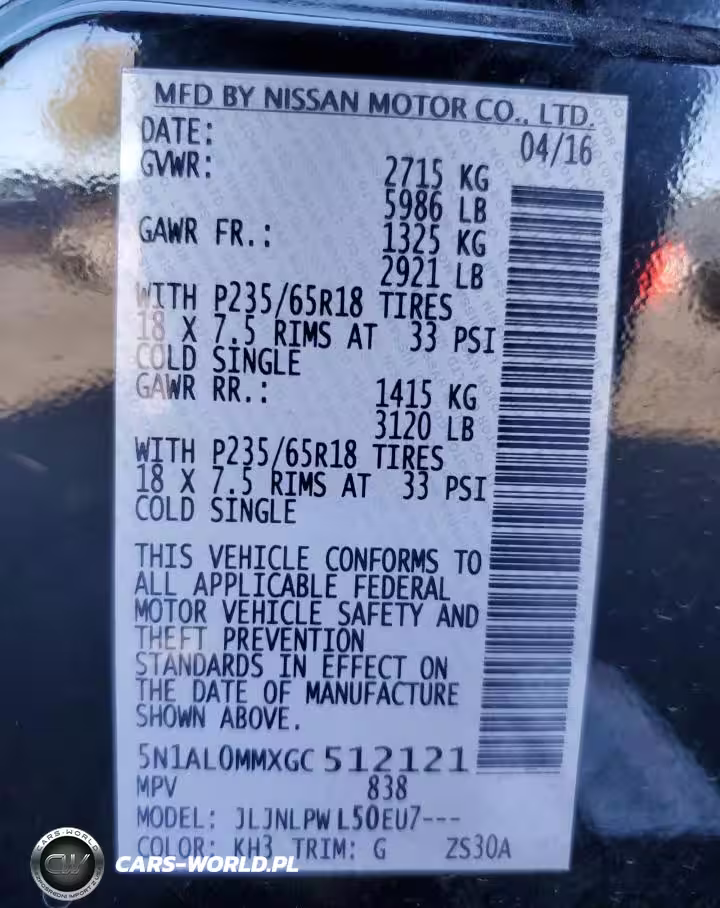 MFD BY NISSAN MOTOR CO., LTD.
DATE: 04/16
GVWR: 2715 KG
5986 LB
GAWR FR.: 1325 KG
2921 LB
WITH P235/65R18 TIRES
18 X 7.5 RIMS AT 33 PSI
COLD SINGLE
GAWR RR.: 1415 KG
3120 LB
WITH P235/65R18 TIRES
18 X 7.5 RIMS AT 33 PSI
COLD SINGLE
THIS VEHICLE CONFORMS TO
ALL APPLICABLE FEDERAL
MOTOR VEHICLE SAFETY AND
THEFT PREVENTION
STANDARDS IN EFFECT ON
THE DATE OF MANUFACTURE
SHOWN ABOVE.
5N1AL0MMXGC512121
MPV 838
MODEL: JLJNLPWL50EU7---
COLOR: KH3 TRIM: G ZS30A
CARS-WORLD
CW
CARS-WORLD.PL